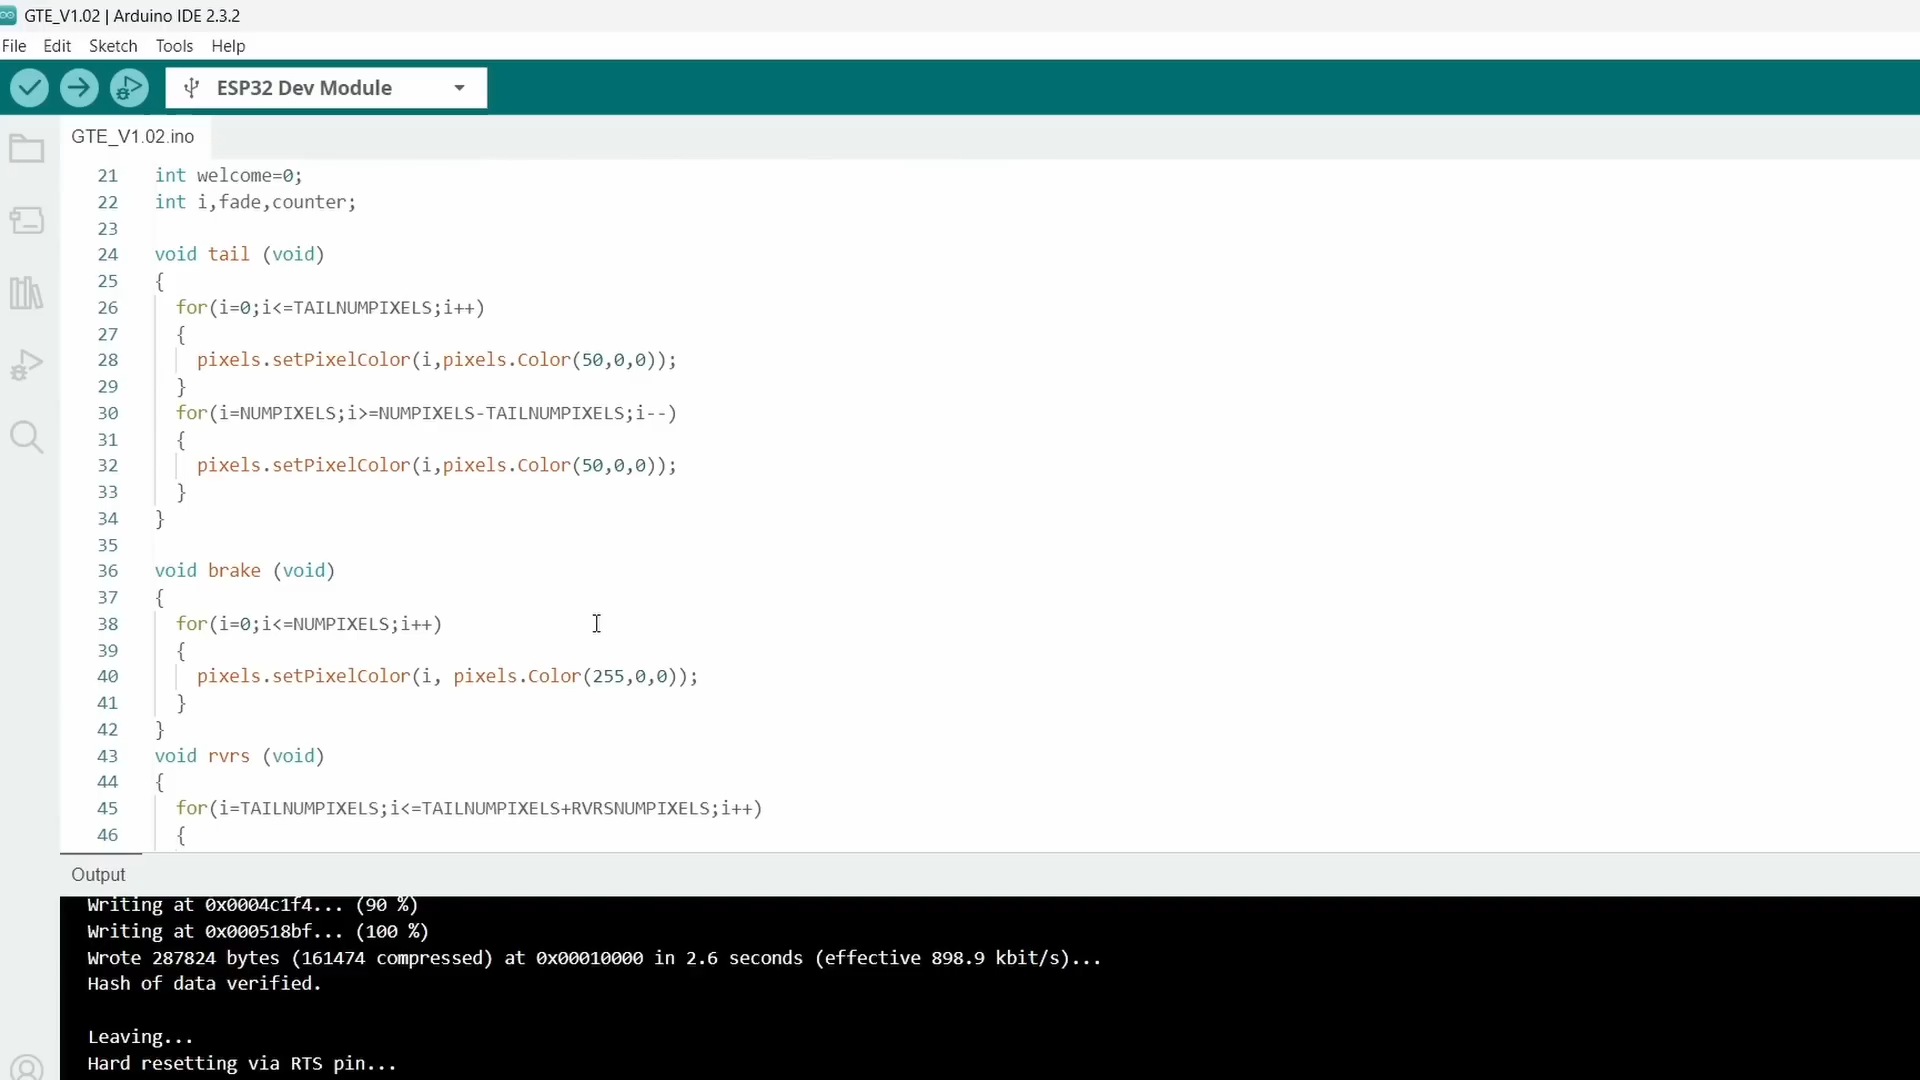 GTE_V1.02 | Arduino IDE 2.3.2
File Edit Sketch Tools Help
ESP32 Dev Module
GTE_V1.02.ino
21 int welcome=0;
22 int i,fade,counter;
23
24 void tail (void)
25 {
26 for(i=0;i<=TAILNUMPIXELS;i++)
27 {
28 pixels.setPixelColor(i,pixels.Color(50,0,0));
29 }
30 for(i=NUMPIXELS;i>=NUMPIXELS-TAILNUMPIXELS;i--)
31 {
32 pixels.setPixelColor(i,pixels.Color(50,0,0));
33 }
34 }
35
36 void brake (void)
37 {
38 for(i=0;i<=NUMPIXELS;i++)
39 {
40 pixels.setPixelColor(i, pixels.Color(255,0,0));
41 }
42 }
43 void rvrs (void)
44 {
45 for(i=TAILNUMPIXELS;i<=TAILNUMPIXELS+RVRSNUMPIXELS;i++)
46 {
Output
Writing at 0x0004c1f4... (90 %)
Writing at 0x000518bf... (100 %)
Wrote 287824 bytes (161474 compressed) at 0x00010000 in 2.6 seconds (effective 898.9 kbit/s)...
Hash of data verified.
Leaving...
Hard resetting via RTS pin...